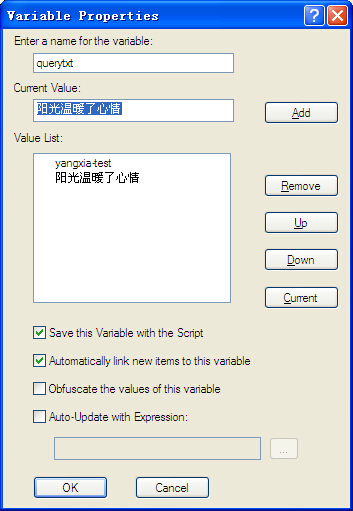 Variable Properties
Enter a name for the variable:
querytxt
Current Value:
阳光温暖了心情
Add
Value List:
yangxia-test
阳光温暖了心情
Remove
Up
Down
Current
Save this Variable with the Script
Automatically link new items to this variable
Obfuscate the values of this variable
Auto-Update with Expression:
...
OK
Cancel